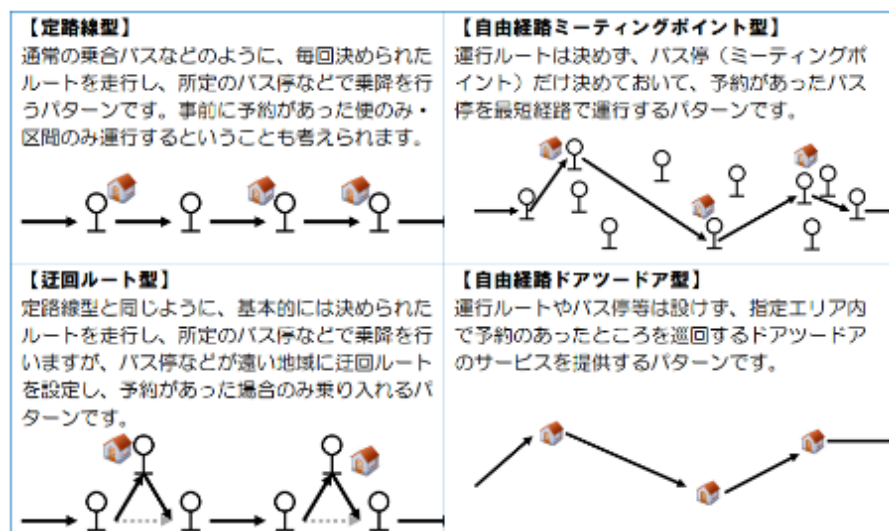 【定路線型】
通常の乗合バスなどのように、毎回決められた
ルートを走行し、所定のバス停などで乗降を行
うパターンです。事前に予約があった便のみ・
区間のみ運行するということも考えられます。
【自由経路ミーティングポイント型】
運行ルートは決めず、バス停（ミーティングポ
イント）だけ決めておいて、予約があったバス
停を最短経路で運行するパターンです。
【迂回ルート型】
定路線型と同じように、基本的には決められた
ルートを走行し、所定のバス停などで乗降を行
いますが、バス停などが遠い地域に迂回ルート
を設定し、予約があった場合のみ乗り入れるパ
ターンです。
【自由経路ドアツードア型】
運行ルートやバス停等は設けず、指定エリア内
で予約のあったところを巡回するドアツードア
のサービスを提供するパターンです。